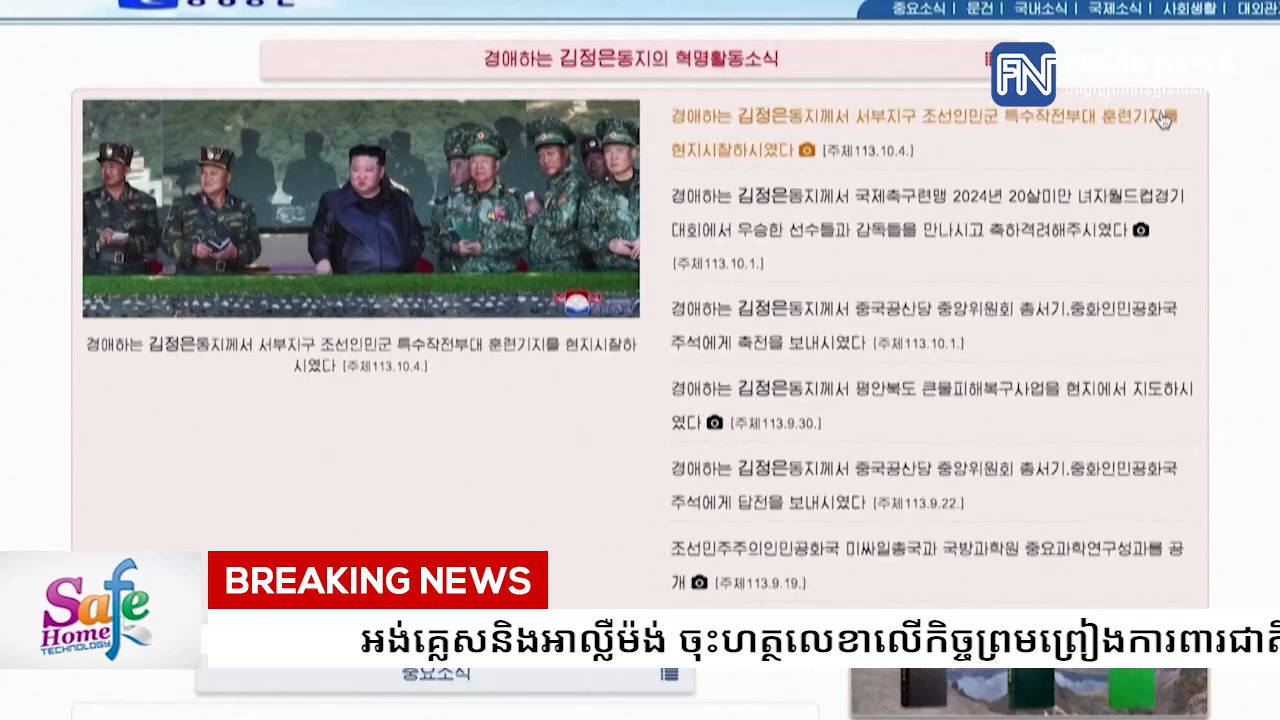 중요소식 | 문건 | 국내소식 | 국제소식 | 사회생활 |
경애하는 김정은동지의 혁명활동소식
FN
경애하는 김정은동지께서 서부지구 조선인민군 특수작전부대 훈련기지를
현지시찰하시였다 [주체113.10.4.]
경애하는 김정은동지께서 국제축구련맹 2024년 20살미만 녀자월드컵경기
대회에서 우승한 선수들과 감독들을 만나시고 축하격려해주시였다
[주체113.10.1.]
경애하는 김정은동지께서 중국공산당 중앙위원회 총서기.중화인민공화국
주석에게 축전을 보내시였다 [주체113.10.1.]
경애하는 김정은동지께서 평안북도 큰물피해복구사업을 현지에서 지도하시
였다 [주체113.9.30.]
경애하는 김정은동지께서 중국공산당 중앙위원회 총서기.중화인민공화국
주석에게 답전을 보내시였다 [주체113.9.22.]
조선민주주의인민공화국 미싸일총국과 국방과학원 중요과학연구성과를 공
개 [주체113.9.19.]
경애하는 김정은동지께서 서부지구 조선인민군 특수작전부대 훈련기지를 현지시찰하
시였다 [주체113.10.4.]
Safe
Home
TECHNOLOGY
BREAKING NEWS
អង់គ្លេសនិងអាល្លឺម៉ង់ ចុះហត្ថលេខាលើកិច្ចព្រមព្រៀងការពារជាតិ
중요소식